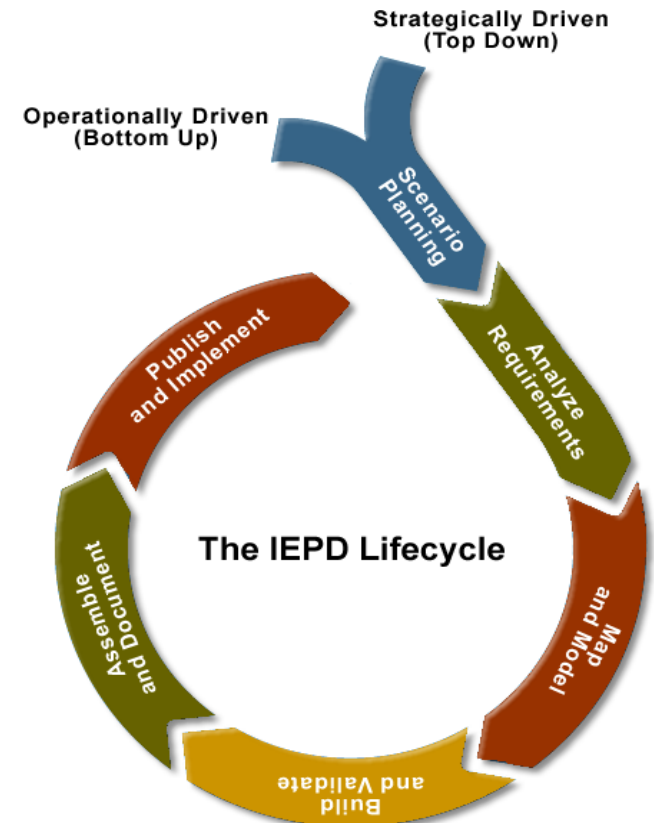 Strategically Driven
(Top Down)
Operationally Driven
(Bottom Up)
Scenario
Planning
Analyze
Requirements
Map
and Model
Build
and Validate
Assemble
and Document
Publish
and Implement
The IEPD Lifecycle